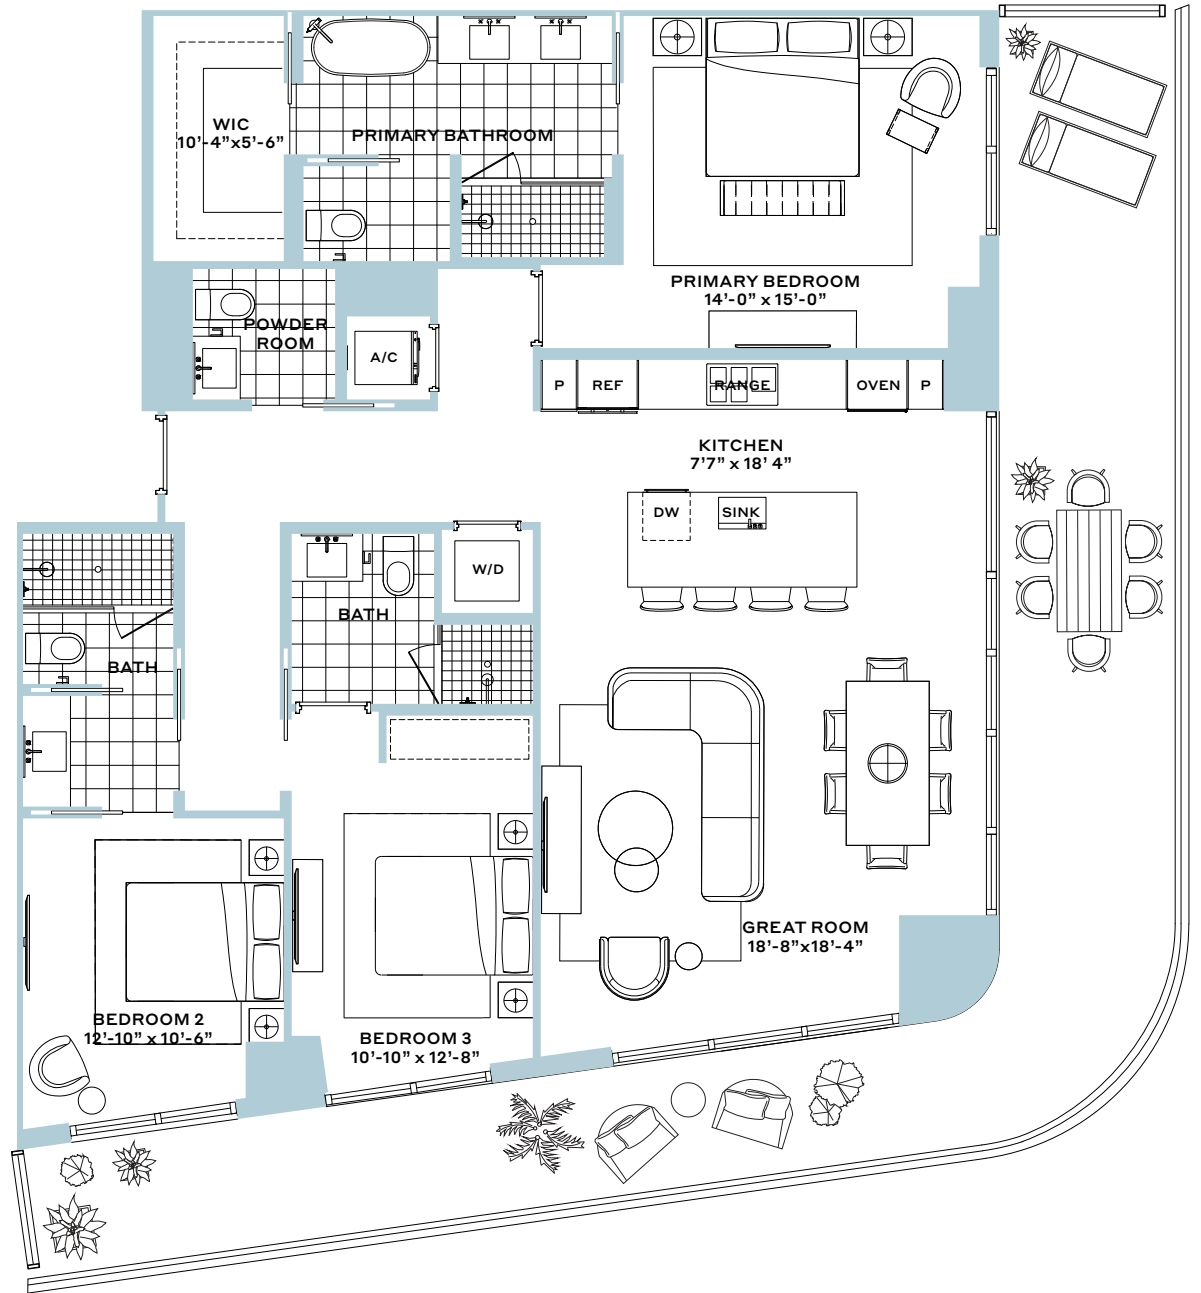 WIC
10’-4”x5’-6”
PRIMARY BATHROOM
PRIMARY BEDROOM
14’-0” x 15’-0”
POWDER
ROOM
A/C
P
REF
RANGE
OVEN
P
KITCHEN
7’7” x 18’ 4”
DW
SINK
W/D
BATH
BATH
GREAT ROOM
18’-8”x18’-4”
BEDROOM 2
12’-10” x 10’-6”
BEDROOM 3
10’-10” x 12’-8”